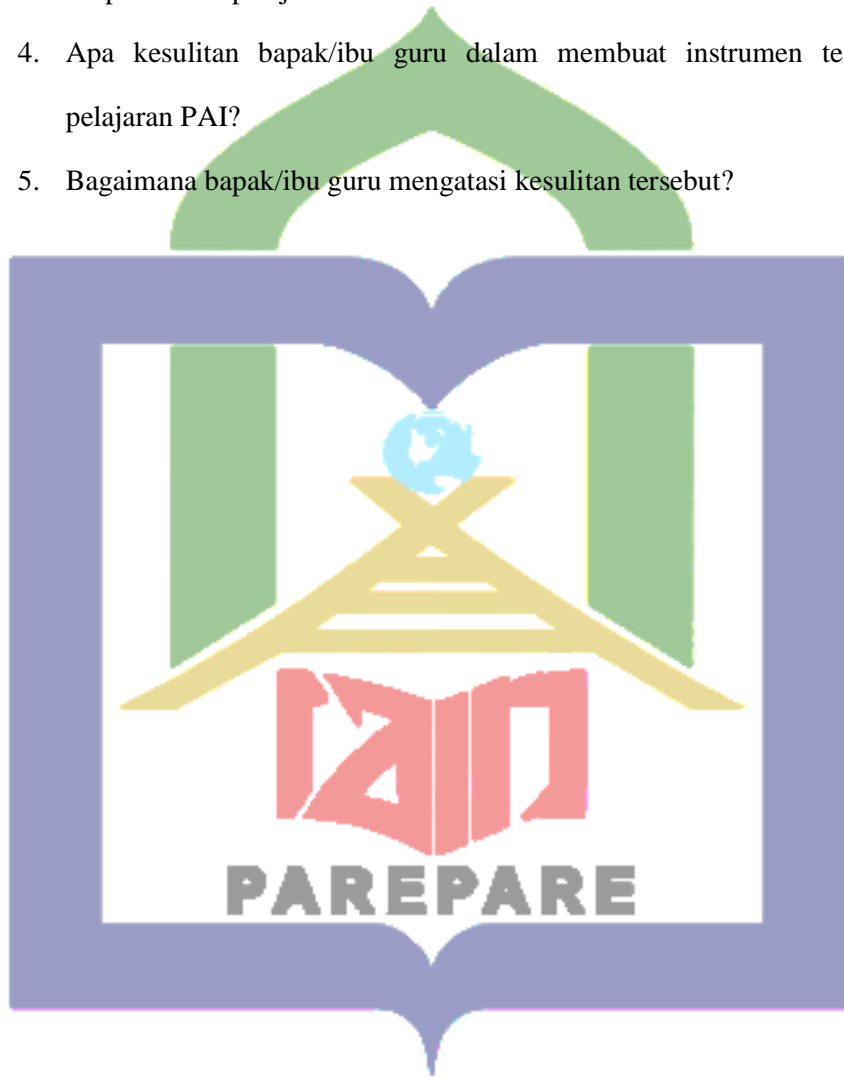 4. Apa kesulitan bapak/ibu guru dalam membuat instrumen te
pelajaran PAI?
5. Bagaimana bapak/ibu guru mengatasi kesulitan tersebut?
iain
PAREPARE